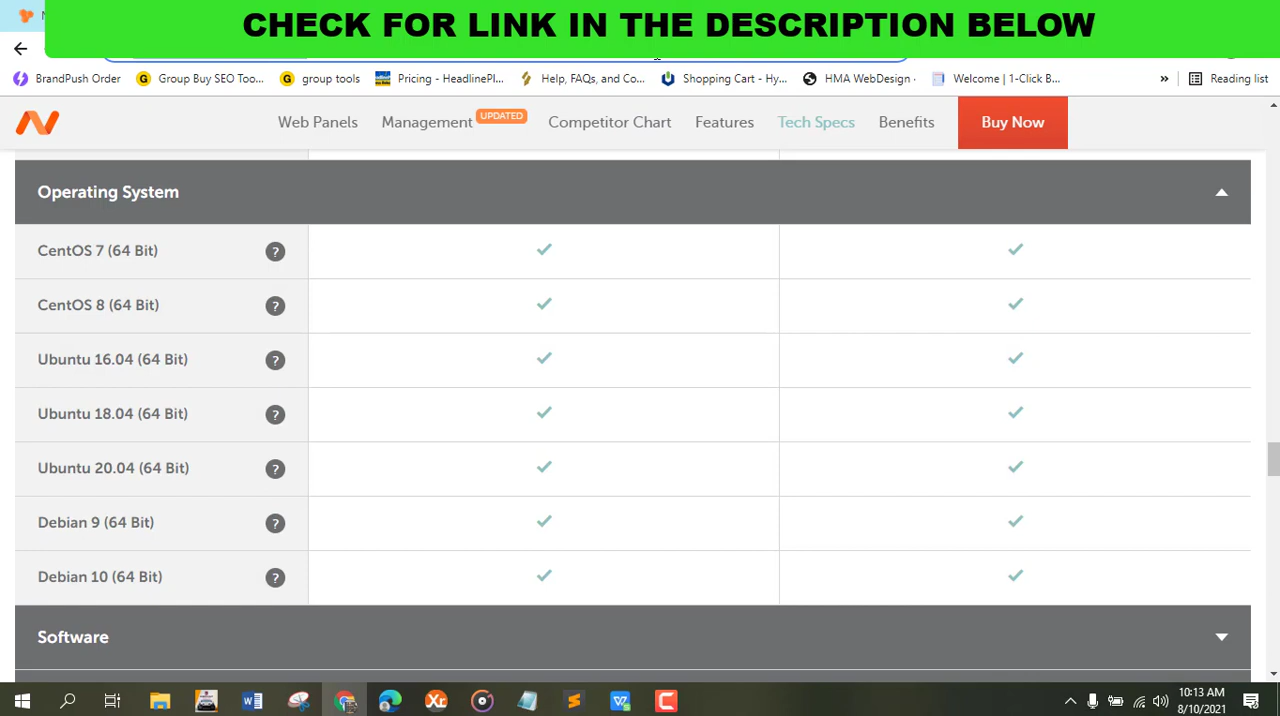 CHECK FOR LINK IN THE DESCRIPTION BELOW
BrandPush Order
Group Buy SEO Too...
group tools
Pricing - HeadlinePl...
Help, FAQs, and Co...
Shopping Cart - Hy...
HMA WebDesign -
Welcome | 1-Click B...
»
Reading list
Web Panels
Management
UPDATED
Competitor Chart
Features
Tech Specs
Benefits
Buy Now
Operating System
CentOS 7 (64 Bit) ?
CentOS 8 (64 Bit) ?
Ubuntu 16.04 (64 Bit) ?
Ubuntu 18.04 (64 Bit) ?
Ubuntu 20.04 (64 Bit) ?
Debian 9 (64 Bit) ?
Debian 10 (64 Bit) ?
Software
10:13 AM
8/10/2021